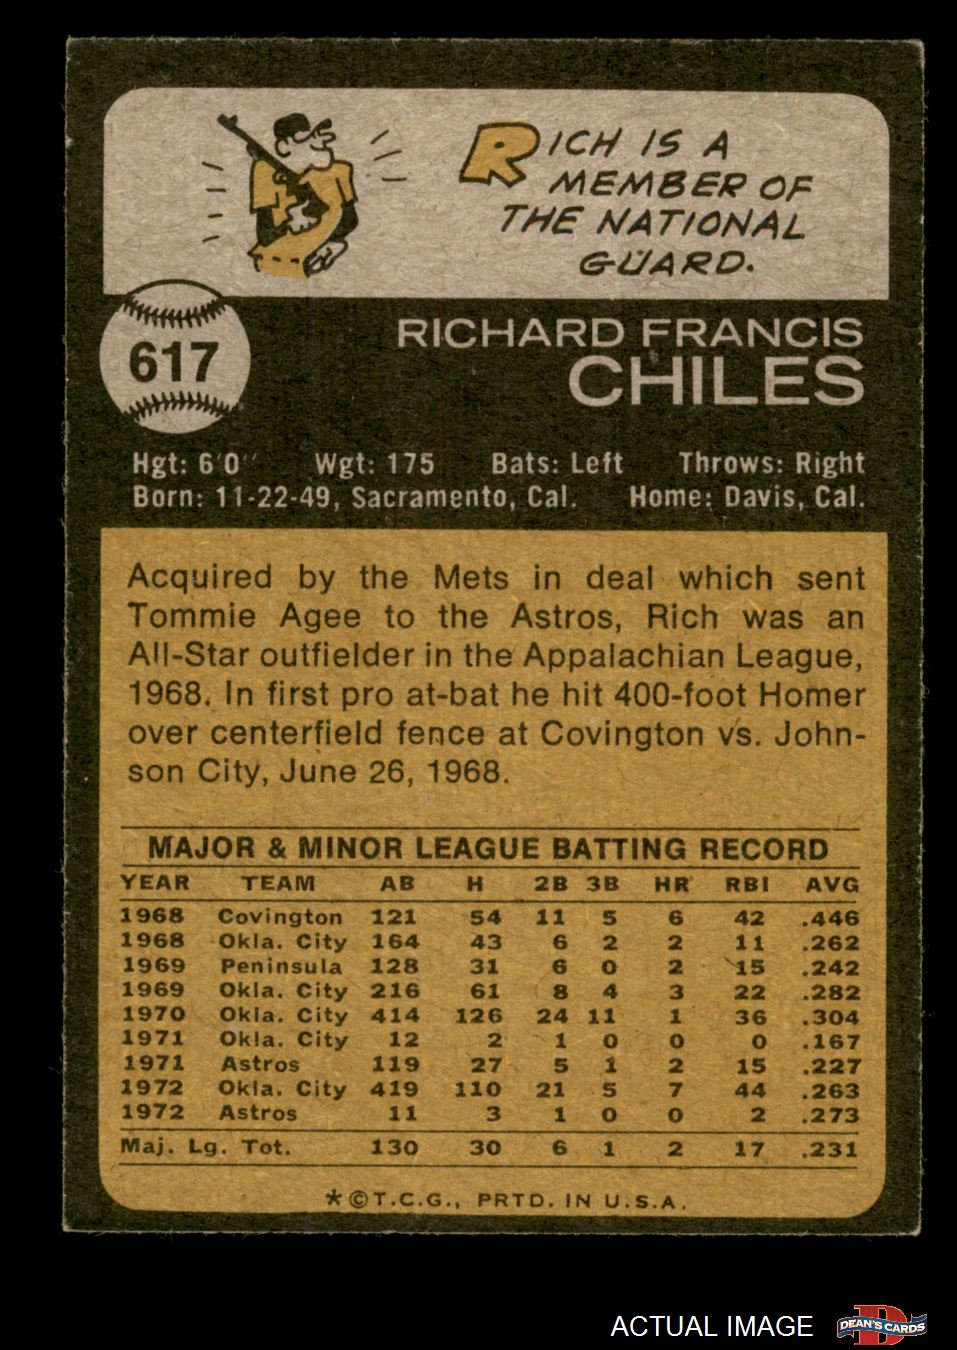 RICH IS A
MEMBER OF
THE NATIONAL
GUARD.
617
RICHARD FRANCIS
CHILES
Hgt: 6'0" Wgt: 175 Bats: Left Throws: Right
Born: 11-22-49, Sacramento, Cal. Home: Davis, Cal.
Acquired by the Mets in deal which sent
Tommie Agee to the Astros, Rich was an
All-Star outfielder in the Appalachian League,
1968. In first pro at-bat he hit 400-foot Homer
over centerfield fence at Covington vs. John-
son City, June 26, 1968.
MAJOR & MINOR LEAGUE BATTING RECORD
YEAR TEAM AB H 2B 3B HR RBI AVG
1968 Covington 121 54 11 5 6 42 .446
1968 Okla. City 164 43 6 2 2 11 .262
1969 Peninsula 128 31 6 0 2 15 .242
1969 Okla. City 216 61 8 4 3 22 .282
1970 Okla. City 414 126 24 11 1 36 .304
1971 Okla. City 12 2 1 0 0 0 .167
1971 Astros 119 27 5 1 2 15 .227
1972 Okla. City 419 110 21 5 7 44 .263
1972 Astros 11 3 1 0 0 2 .273
Maj. Lg. Tot. 130 30 6 1 2 17 .231
*©T.C.G., PRTD. IN U.S.A.
ACTUAL IMAGE
D DEAN'S CARDS